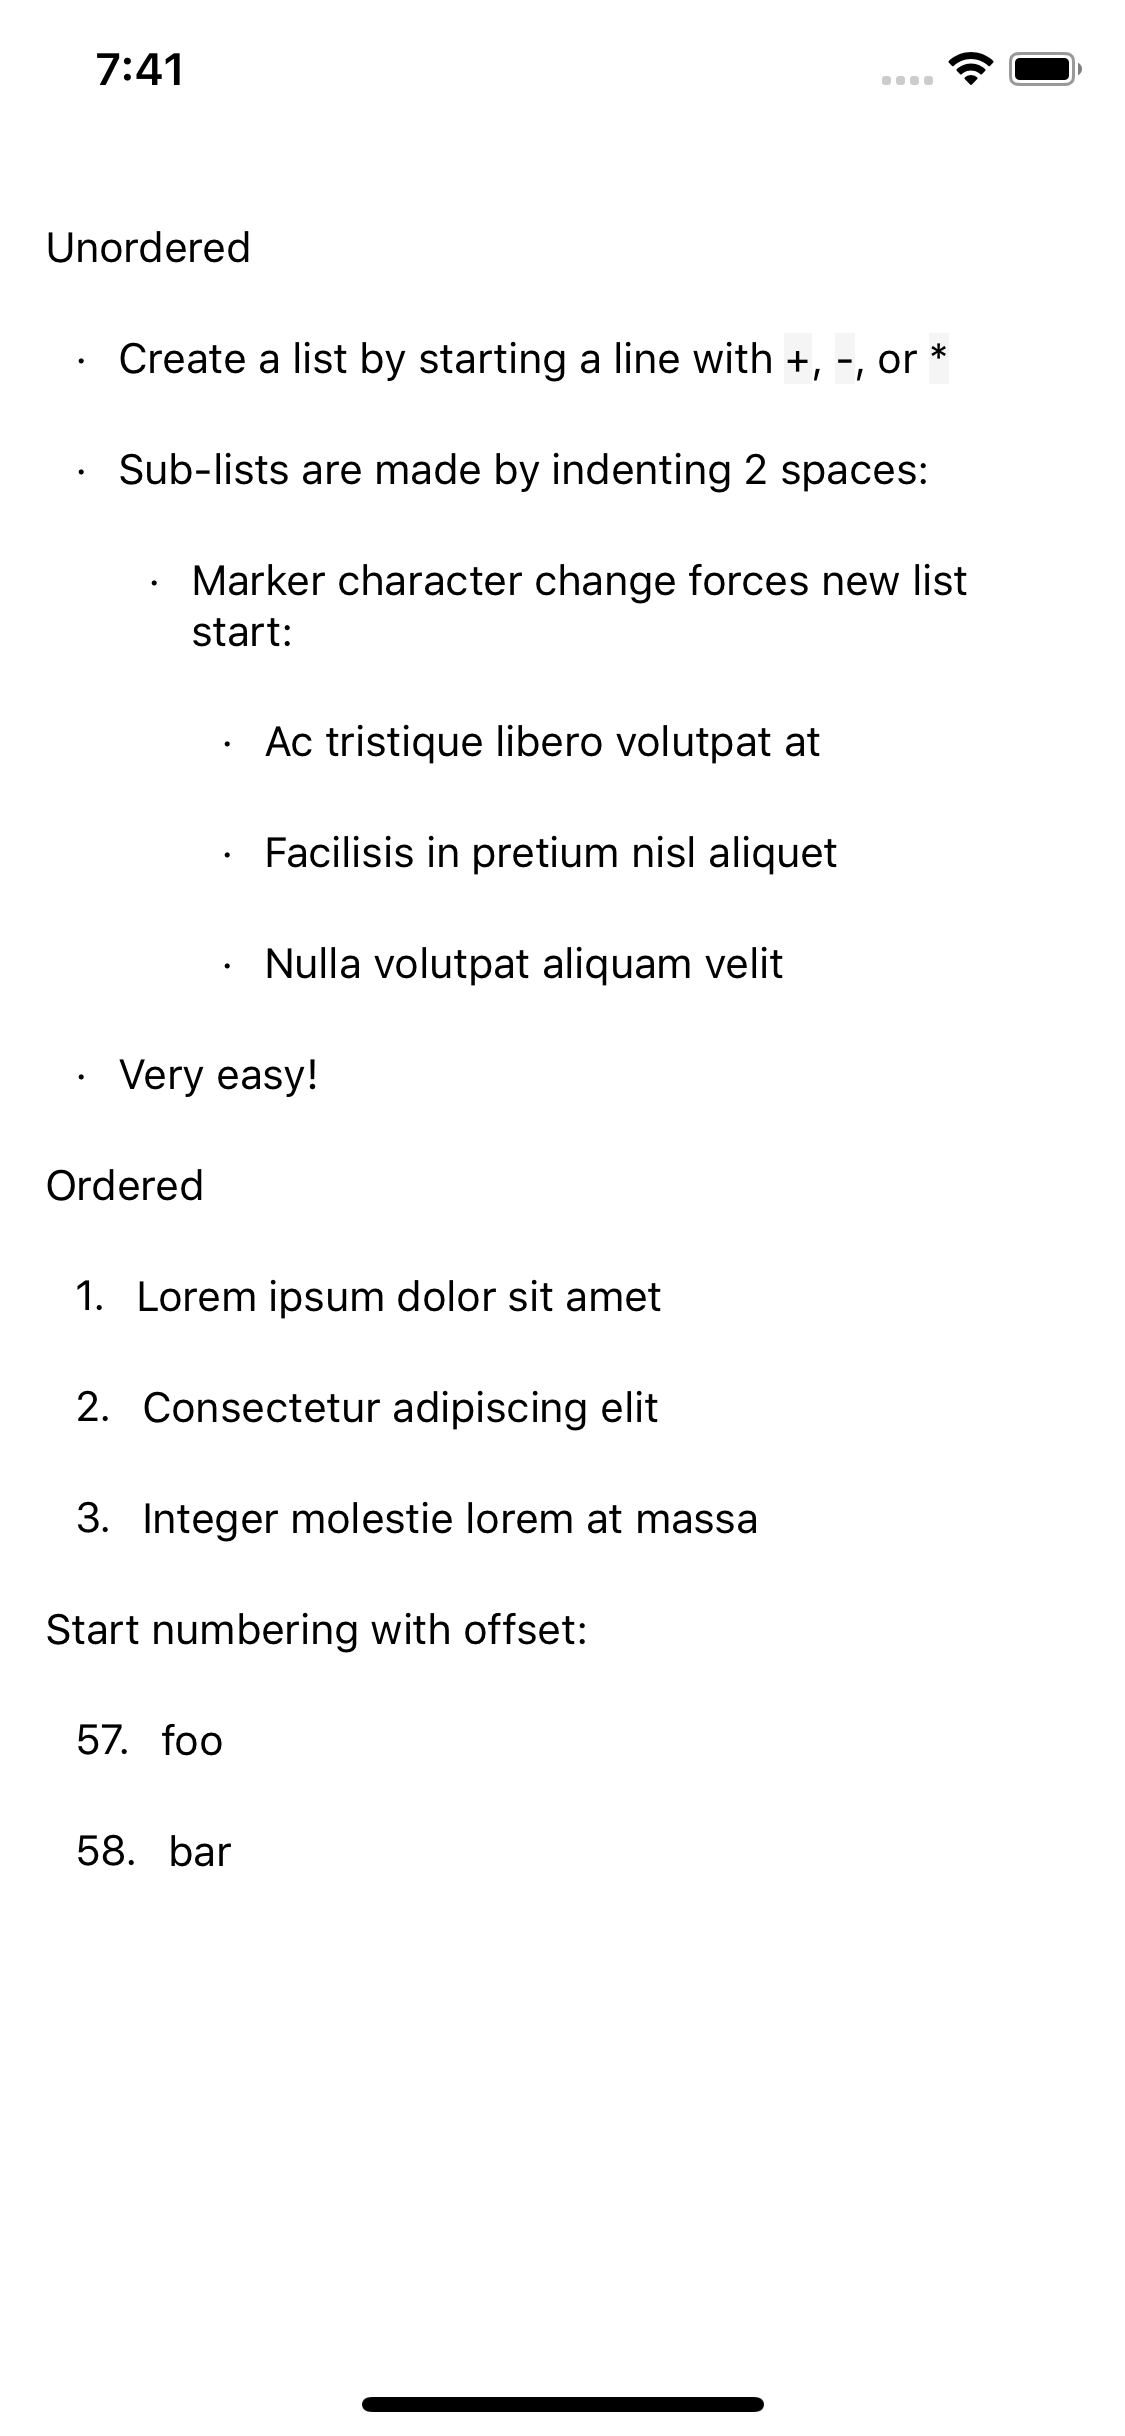 7:41
Unordered
· Create a list by starting a line with +, -, or *
· Sub-lists are made by indenting 2 spaces:
· Marker character change forces new list
start:
· Ac tristique libero volutpat at
· Facilisis in pretium nisl aliquet
· Nulla volutpat aliquam velit
· Very easy!
Ordered
1. Lorem ipsum dolor sit amet
2. Consectetur adipiscing elit
3. Integer molestie lorem at massa
Start numbering with offset:
57. foo
58. bar